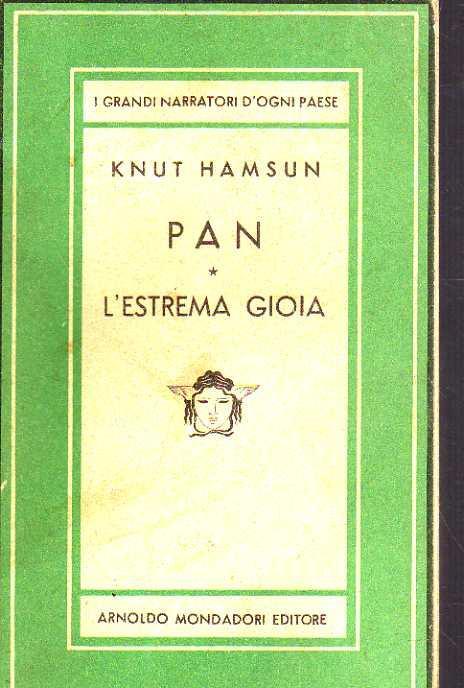 I GRANDI NARRATORI D'OGNI PAESE
KNUT HAMSUN
PAN
*
L'ESTREMA GIOIA
ARNOLDO MONDADORI EDITORE